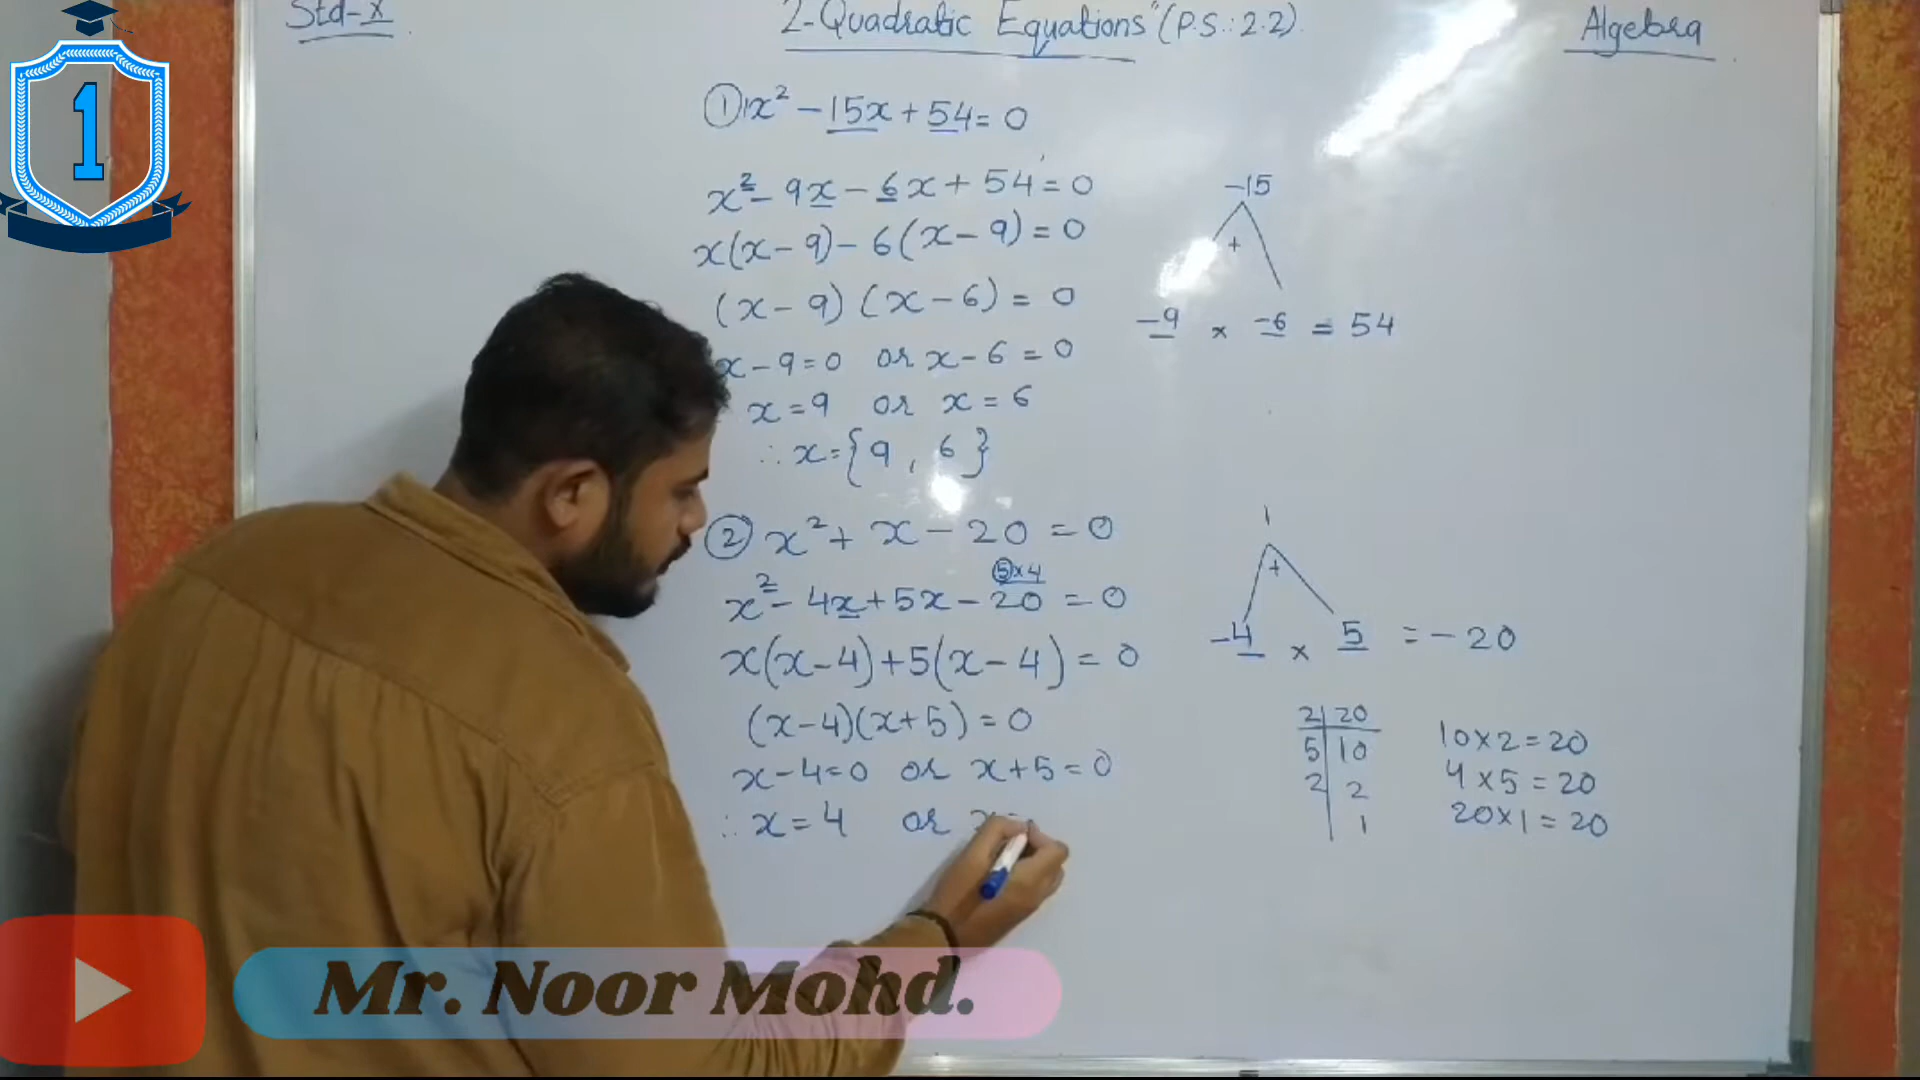 Std-X
2-Quadratic Equations" (P.S.:2.2).
Algebra
1
① 1x² - 15x + 54 = 0
x² - 9x - 6x + 54 = 0
x(x - 9) - 6(x - 9) = 0
(x - 9) (x - 6) = 0
x - 9 = 0 or x - 6 = 0
x = 9 or x = 6
∴ x = {9, 6}
-15
+
-9 × -6 = 54
② x² + x - 20 = 0
5×4
x² - 4x + 5x - 20 = 0
x(x - 4) + 5(x - 4) = 0
(x - 4)(x + 5) = 0
x - 4 = 0 or x + 5 = 0
∴ x = 4 or x =
1
+
-4 × 5 = -20
2 | 20
5 | 10
2 | 2
1
10×2 = 20
4×5 = 20
20×1 = 20
Mr. Noor Mohd.